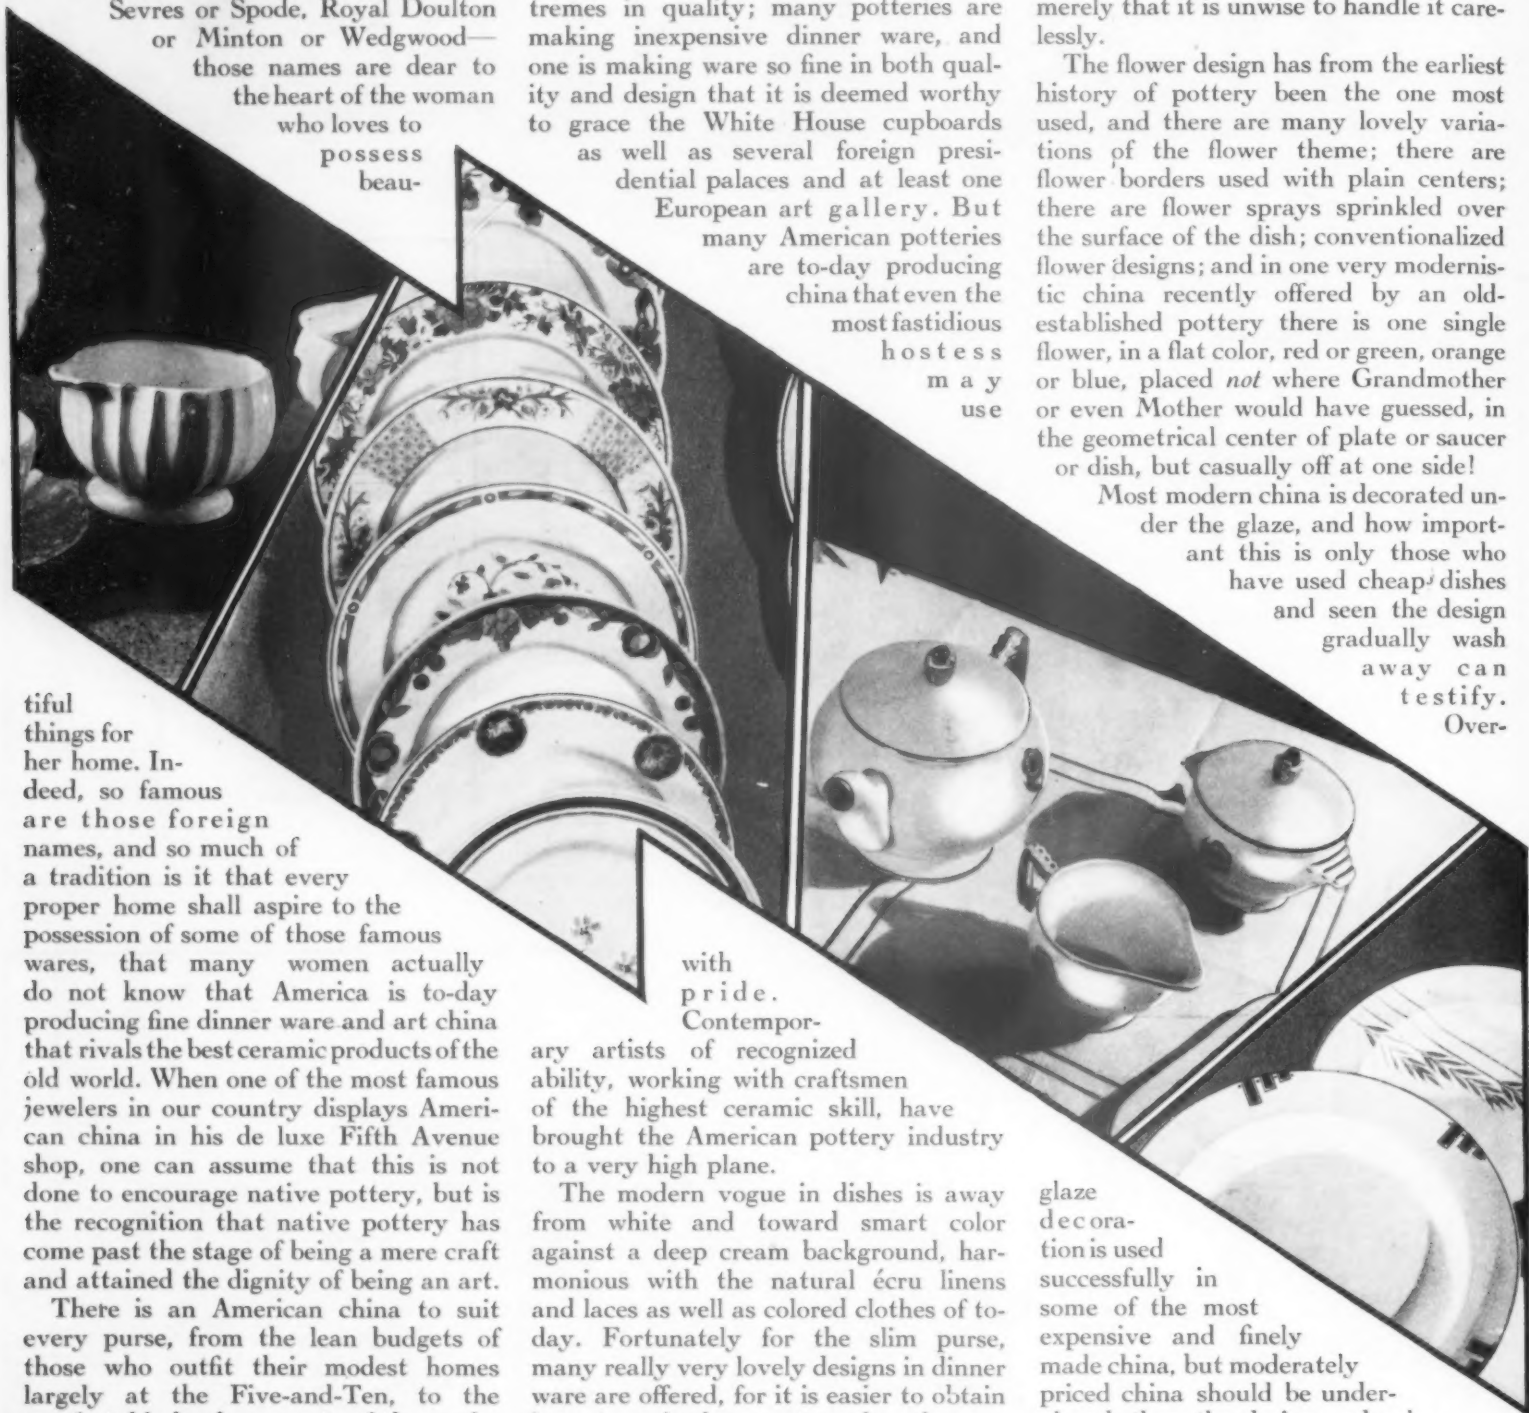 Sevres or Spode, Royal Doulton
or Minton or Wedgwood—
those names are dear to
the heart of the woman
who loves to
possess
beau-
tiful
things for
her home. In-
deed, so famous
are those foreign
names, and so much of
a tradition is it that every
proper home shall aspire to the
possession of some of those famous
wares, that many women actually
do not know that America is to-day
producing fine dinner ware and art china
that rivals the best ceramic products of the
old world. When one of the most famous
jewelers in our country displays Ameri-
can china in his de luxe Fifth Avenue
shop, one can assume that this is not
done to encourage native pottery, but is
the recognition that native pottery has
come past the stage of being a mere craft
and attained the dignity of being an art.
There is an American china to suit
every purse, from the lean budgets of
those who outfit their modest homes
largely at the Five-and-Ten, to the
tremes in quality; many potteries are
making inexpensive dinner ware, and
one is making ware so fine in both qual-
ity and design that it is deemed worthy
to grace the White House cupboards
as well as several foreign presi-
dential palaces and at least one
European art gallery. But
many American potteries
are to-day producing
china that even the
most fastidious
hostess
may
use
with
pride.
Contempor-
ary artists of recognized
ability, working with craftsmen
of the highest ceramic skill, have
brought the American pottery industry
to a very high plane.
The modern vogue in dishes is away
from white and toward smart color
against a deep cream background, har-
monious with the natural écru linens
and laces as well as colored clothes of to-
day. Fortunately for the slim purse,
many really very lovely designs in dinner
ware are offered, for it is easier to obtain
merely that it is unwise to handle it care-
lessly.
The flower design has from the earliest
history of pottery been the one most
used, and there are many lovely varia-
tions of the flower theme; there are
flower borders used with plain centers;
there are flower sprays sprinkled over
the surface of the dish; conventionalized
flower designs; and in one very modernis-
tic china recently offered by an old-
established pottery there is one single
flower, in a flat color, red or green, orange
or blue, placed not where Grandmother
or even Mother would have guessed, in
the geometrical center of plate or saucer
or dish, but casually off at one side!
Most modern china is decorated un-
der the glaze, and how import-
ant this is only those who
have used cheap dishes
and seen the design
gradually wash
away can
testify.
Over-
glaze
decora-
tion is used
successfully in
some of the most
expensive and finely
made china, but moderately
priced china should be under-